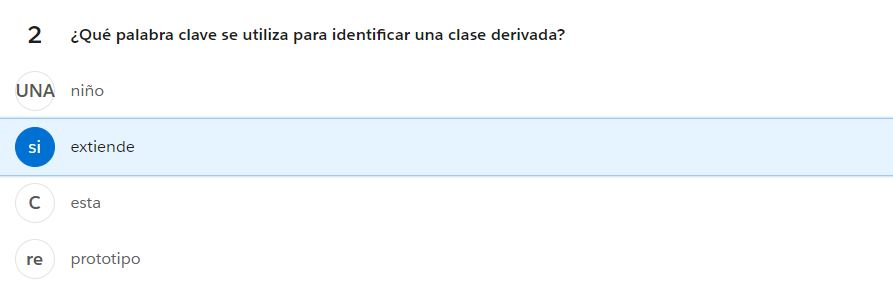 2 ¿Qué palabra clave se utiliza para identificar una clase derivada?
UNA niño
si extiende
C esta
re prototipo